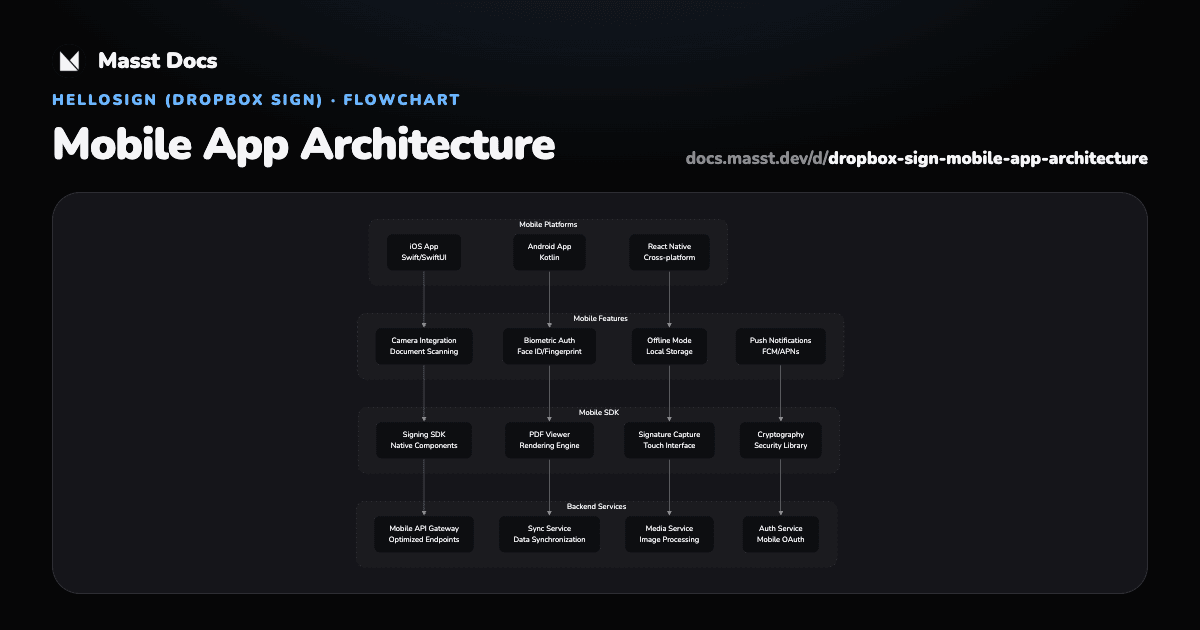 Masst Docs
HELLOSIGN (DROPBOX SIGN) · FLOWCHART
Mobile App Architecture
docs.masst.dev/d/dropbox-sign-mobile-app-architecture
Mobile Platforms
iOS App
Swift/SwiftUI
Android App
Kotlin
React Native
Cross-platform
Mobile Features
Camera Integration
Document Scanning
Biometric Auth
Face ID/Fingerprint
Offline Mode
Local Storage
Push Notifications
FCM/APNs
Mobile SDK
Signing SDK
Native Components
PDF Viewer
Rendering Engine
Signature Capture
Touch Interface
Cryptography
Security Library
Backend Services
Mobile API Gateway
Optimized Endpoints
Sync Service
Data Synchronization
Media Service
Image Processing
Auth Service
Mobile OAuth